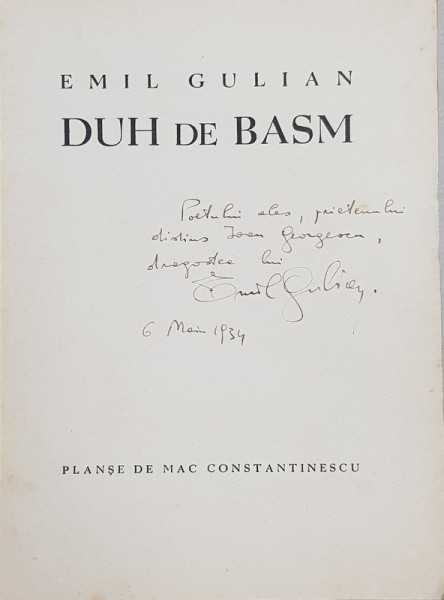 EMIL GULIAN
DUH DE BASM
Poetului ales, prietenului
distins Ioan Georgescu,
dragostea lui
Emil Gulian.
6 Main 1934
PLANȘE DE MAC CONSTANTINESCU